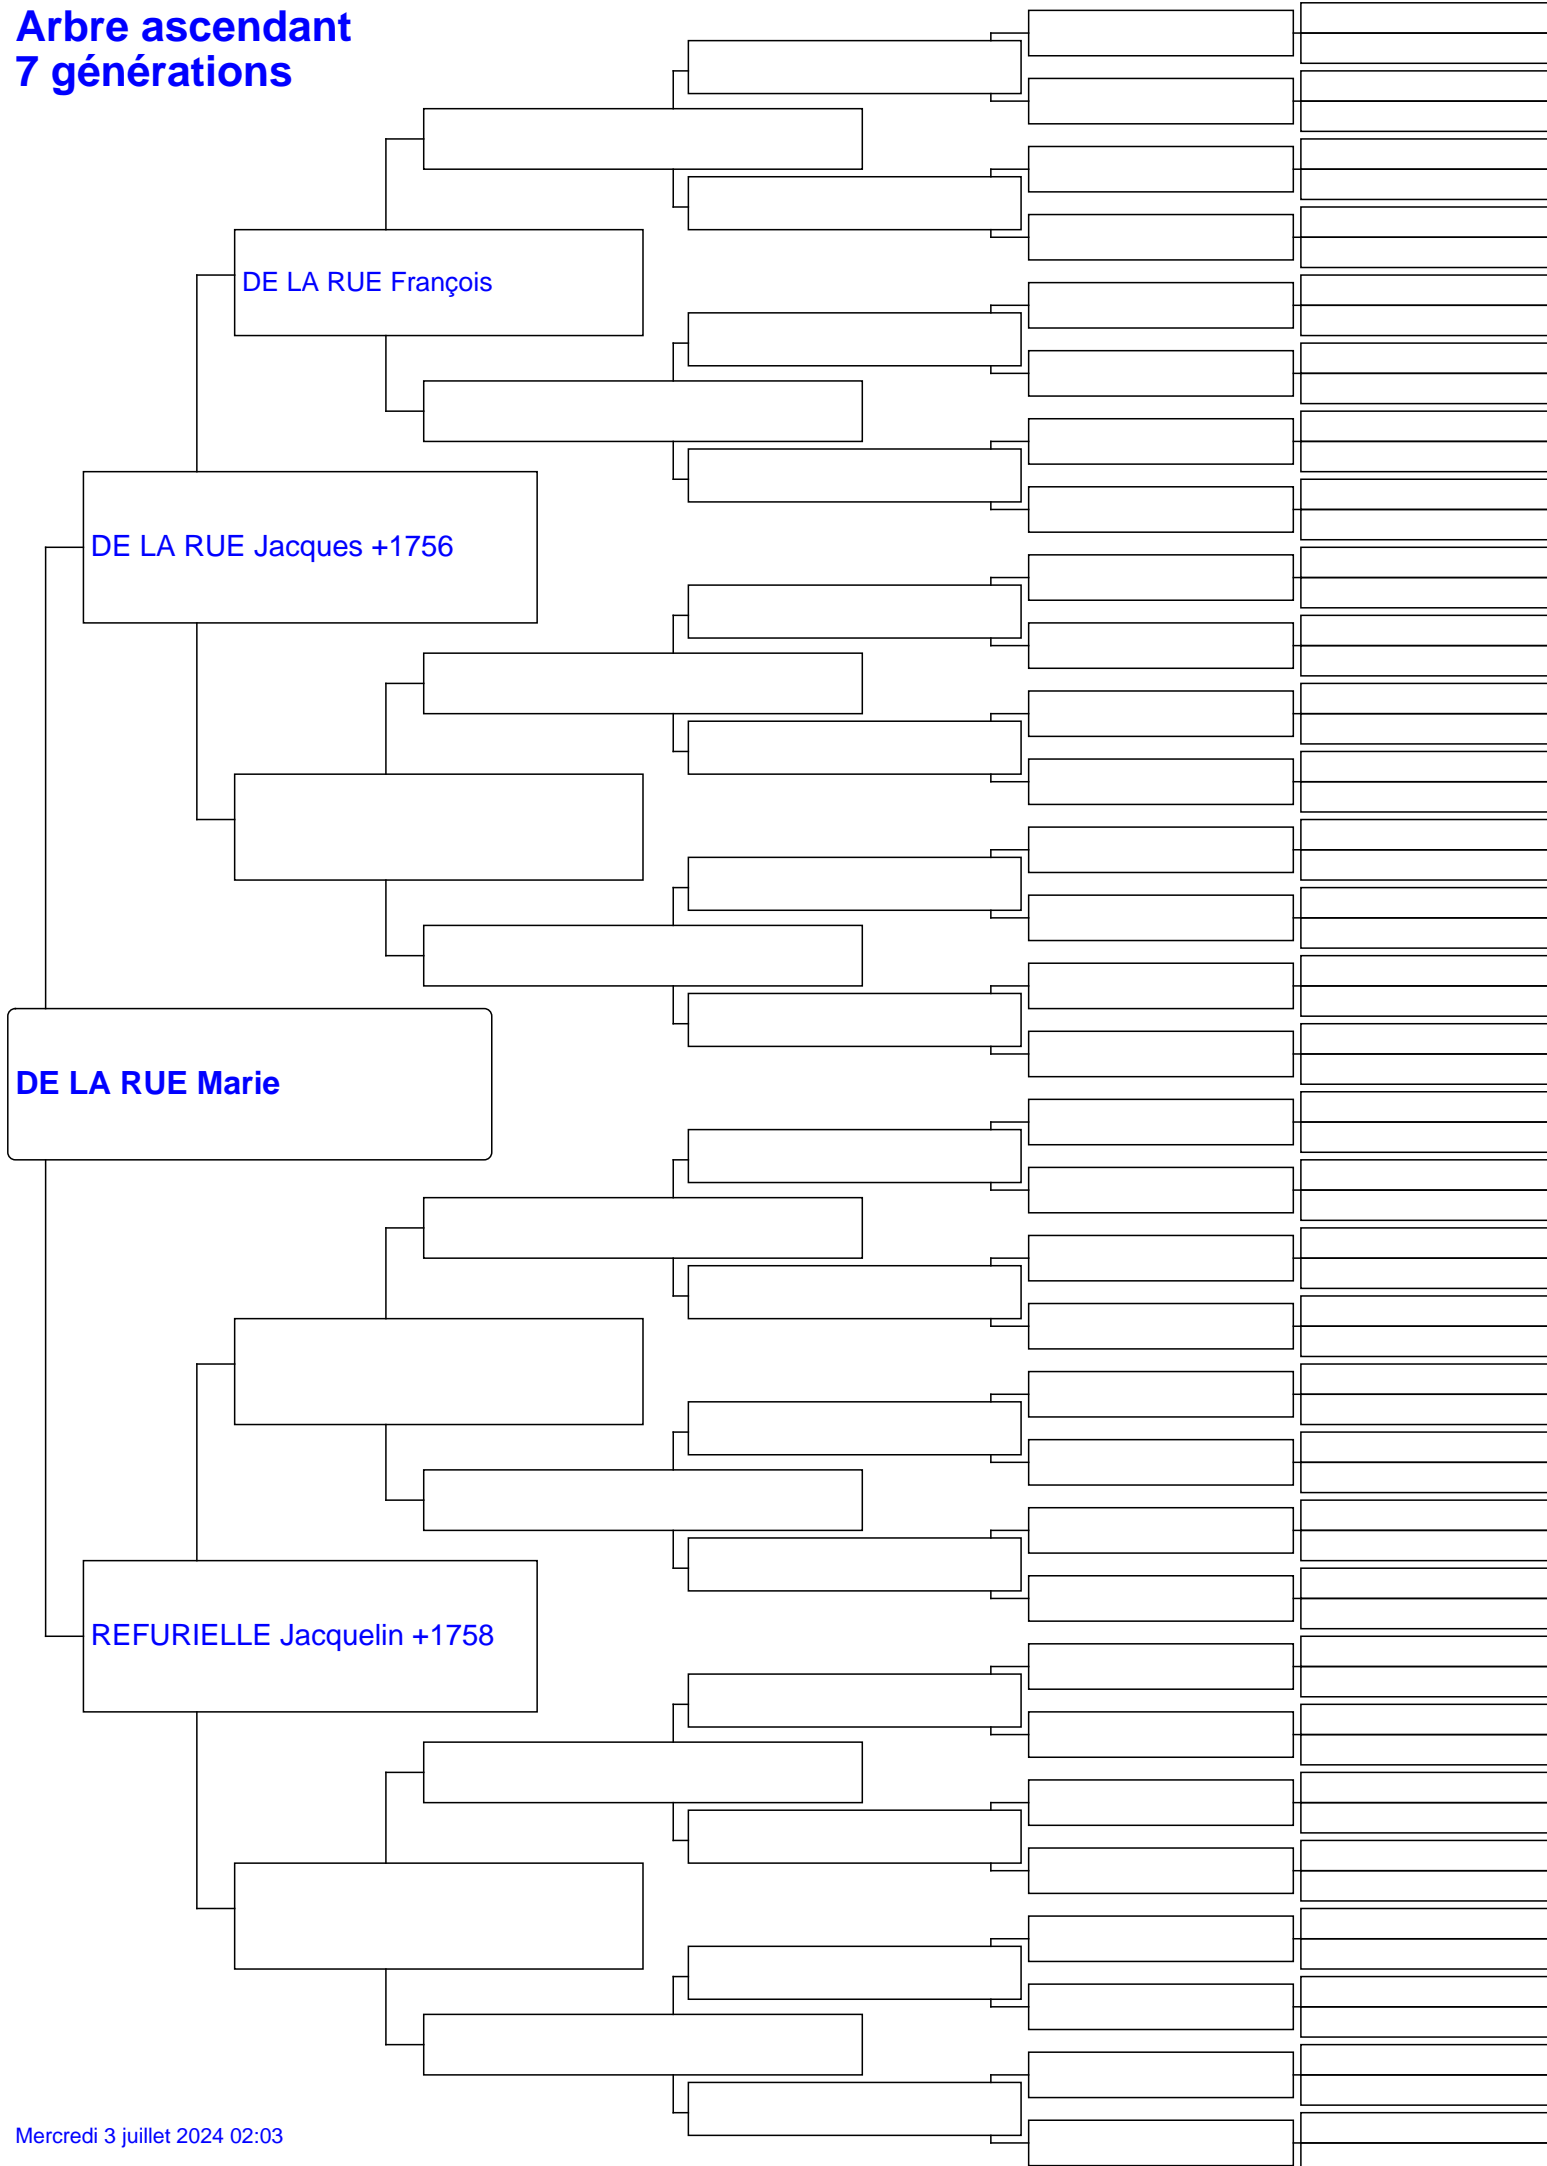 Arbre ascendant
7 générations
DE LA RUE François
DE LA RUE Jacques +1756
DE LA RUE Marie
REFURIELLE Jacquelin +1758
Mercredi 3 juillet 2024 02:03